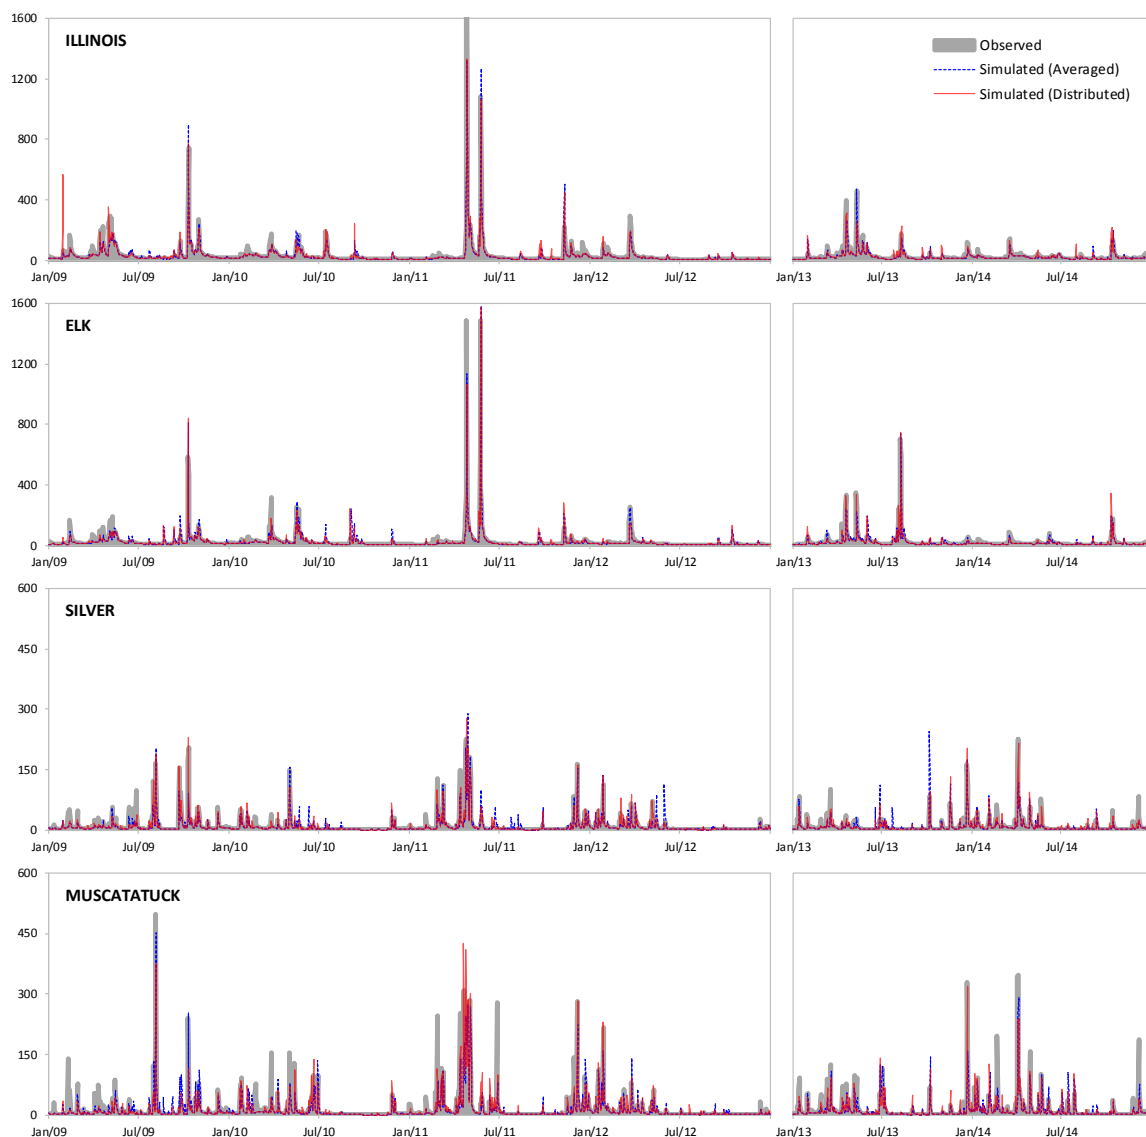 1600
ILLINOIS
Observed
1200
Simulated (Averaged)
Simulated (Distributed)
800
400
0
Jan/09 Jul/09 Jan/10 Jul/10 Jan/11 Jul/11 Jan/12 Jul/12 Jan/13 Jul/13 Jan/14 Jul/14
1600
ELK
1200
800
400
0
Jan/09 Jul/09 Jan/10 Jul/10 Jan/11 Jul/11 Jan/12 Jul/12 Jan/13 Jul/13 Jan/14 Jul/14
600
SILVER
450
300
150
0
Jan/09 Jul/09 Jan/10 Jul/10 Jan/11 Jul/11 Jan/12 Jul/12 Jan/13 Jul/13 Jan/14 Jul/14
600
MUSCATATUCK
450
300
150
0
Jan/09 Jul/09 Jan/10 Jul/10 Jan/11 Jul/11 Jan/12 Jul/12 Jan/13 Jul/13 Jan/14 Jul/14